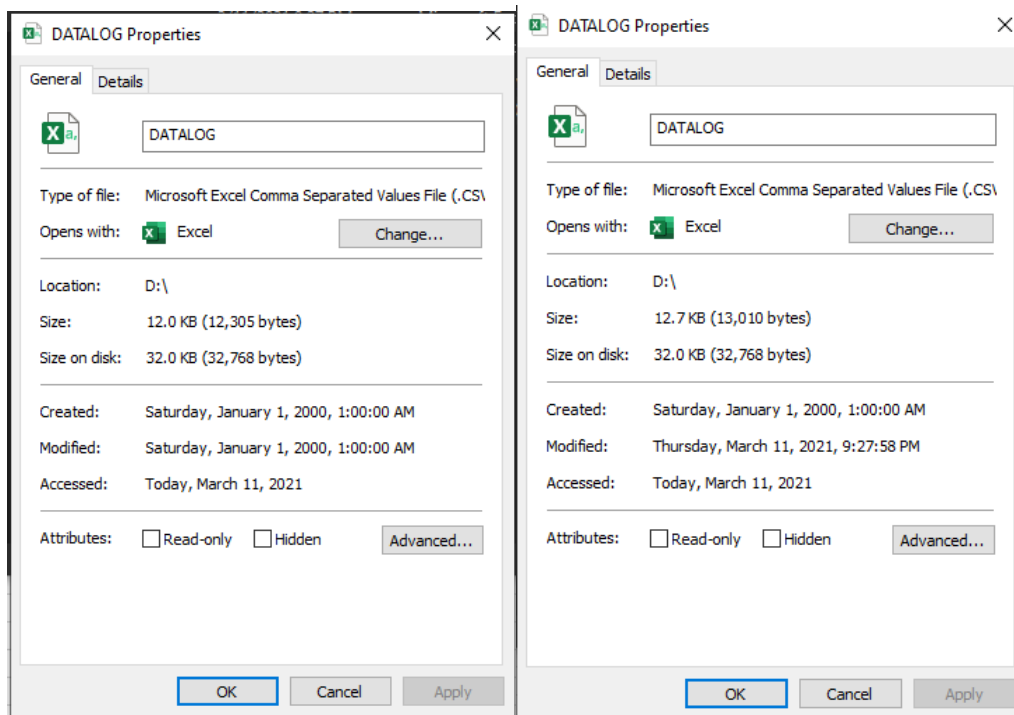 DATALOG Properties
General Details
DATALOG
Type of file: Microsoft Excel Comma Separated Values File (.CSV
Opens with: Excel Change...
Location: D:\
Size: 12.0 KB (12,305 bytes)
Size on disk: 32.0 KB (32,768 bytes)
Created: Saturday, January 1, 2000, 1:00:00 AM
Modified: Saturday, January 1, 2000, 1:00:00 AM
Accessed: Today, March 11, 2021
Attributes: Read-only Hidden Advanced...
OK Cancel Apply
DATALOG Properties
General Details
DATALOG
Type of file: Microsoft Excel Comma Separated Values File (.CSV
Opens with: Excel Change...
Location: D:\
Size: 12.7 KB (13,010 bytes)
Size on disk: 32.0 KB (32,768 bytes)
Created: Saturday, January 1, 2000, 1:00:00 AM
Modified: Thursday, March 11, 2021, 9:27:58 PM
Accessed: Today, March 11, 2021
Attributes: Read-only Hidden Advanced...
OK Cancel Apply